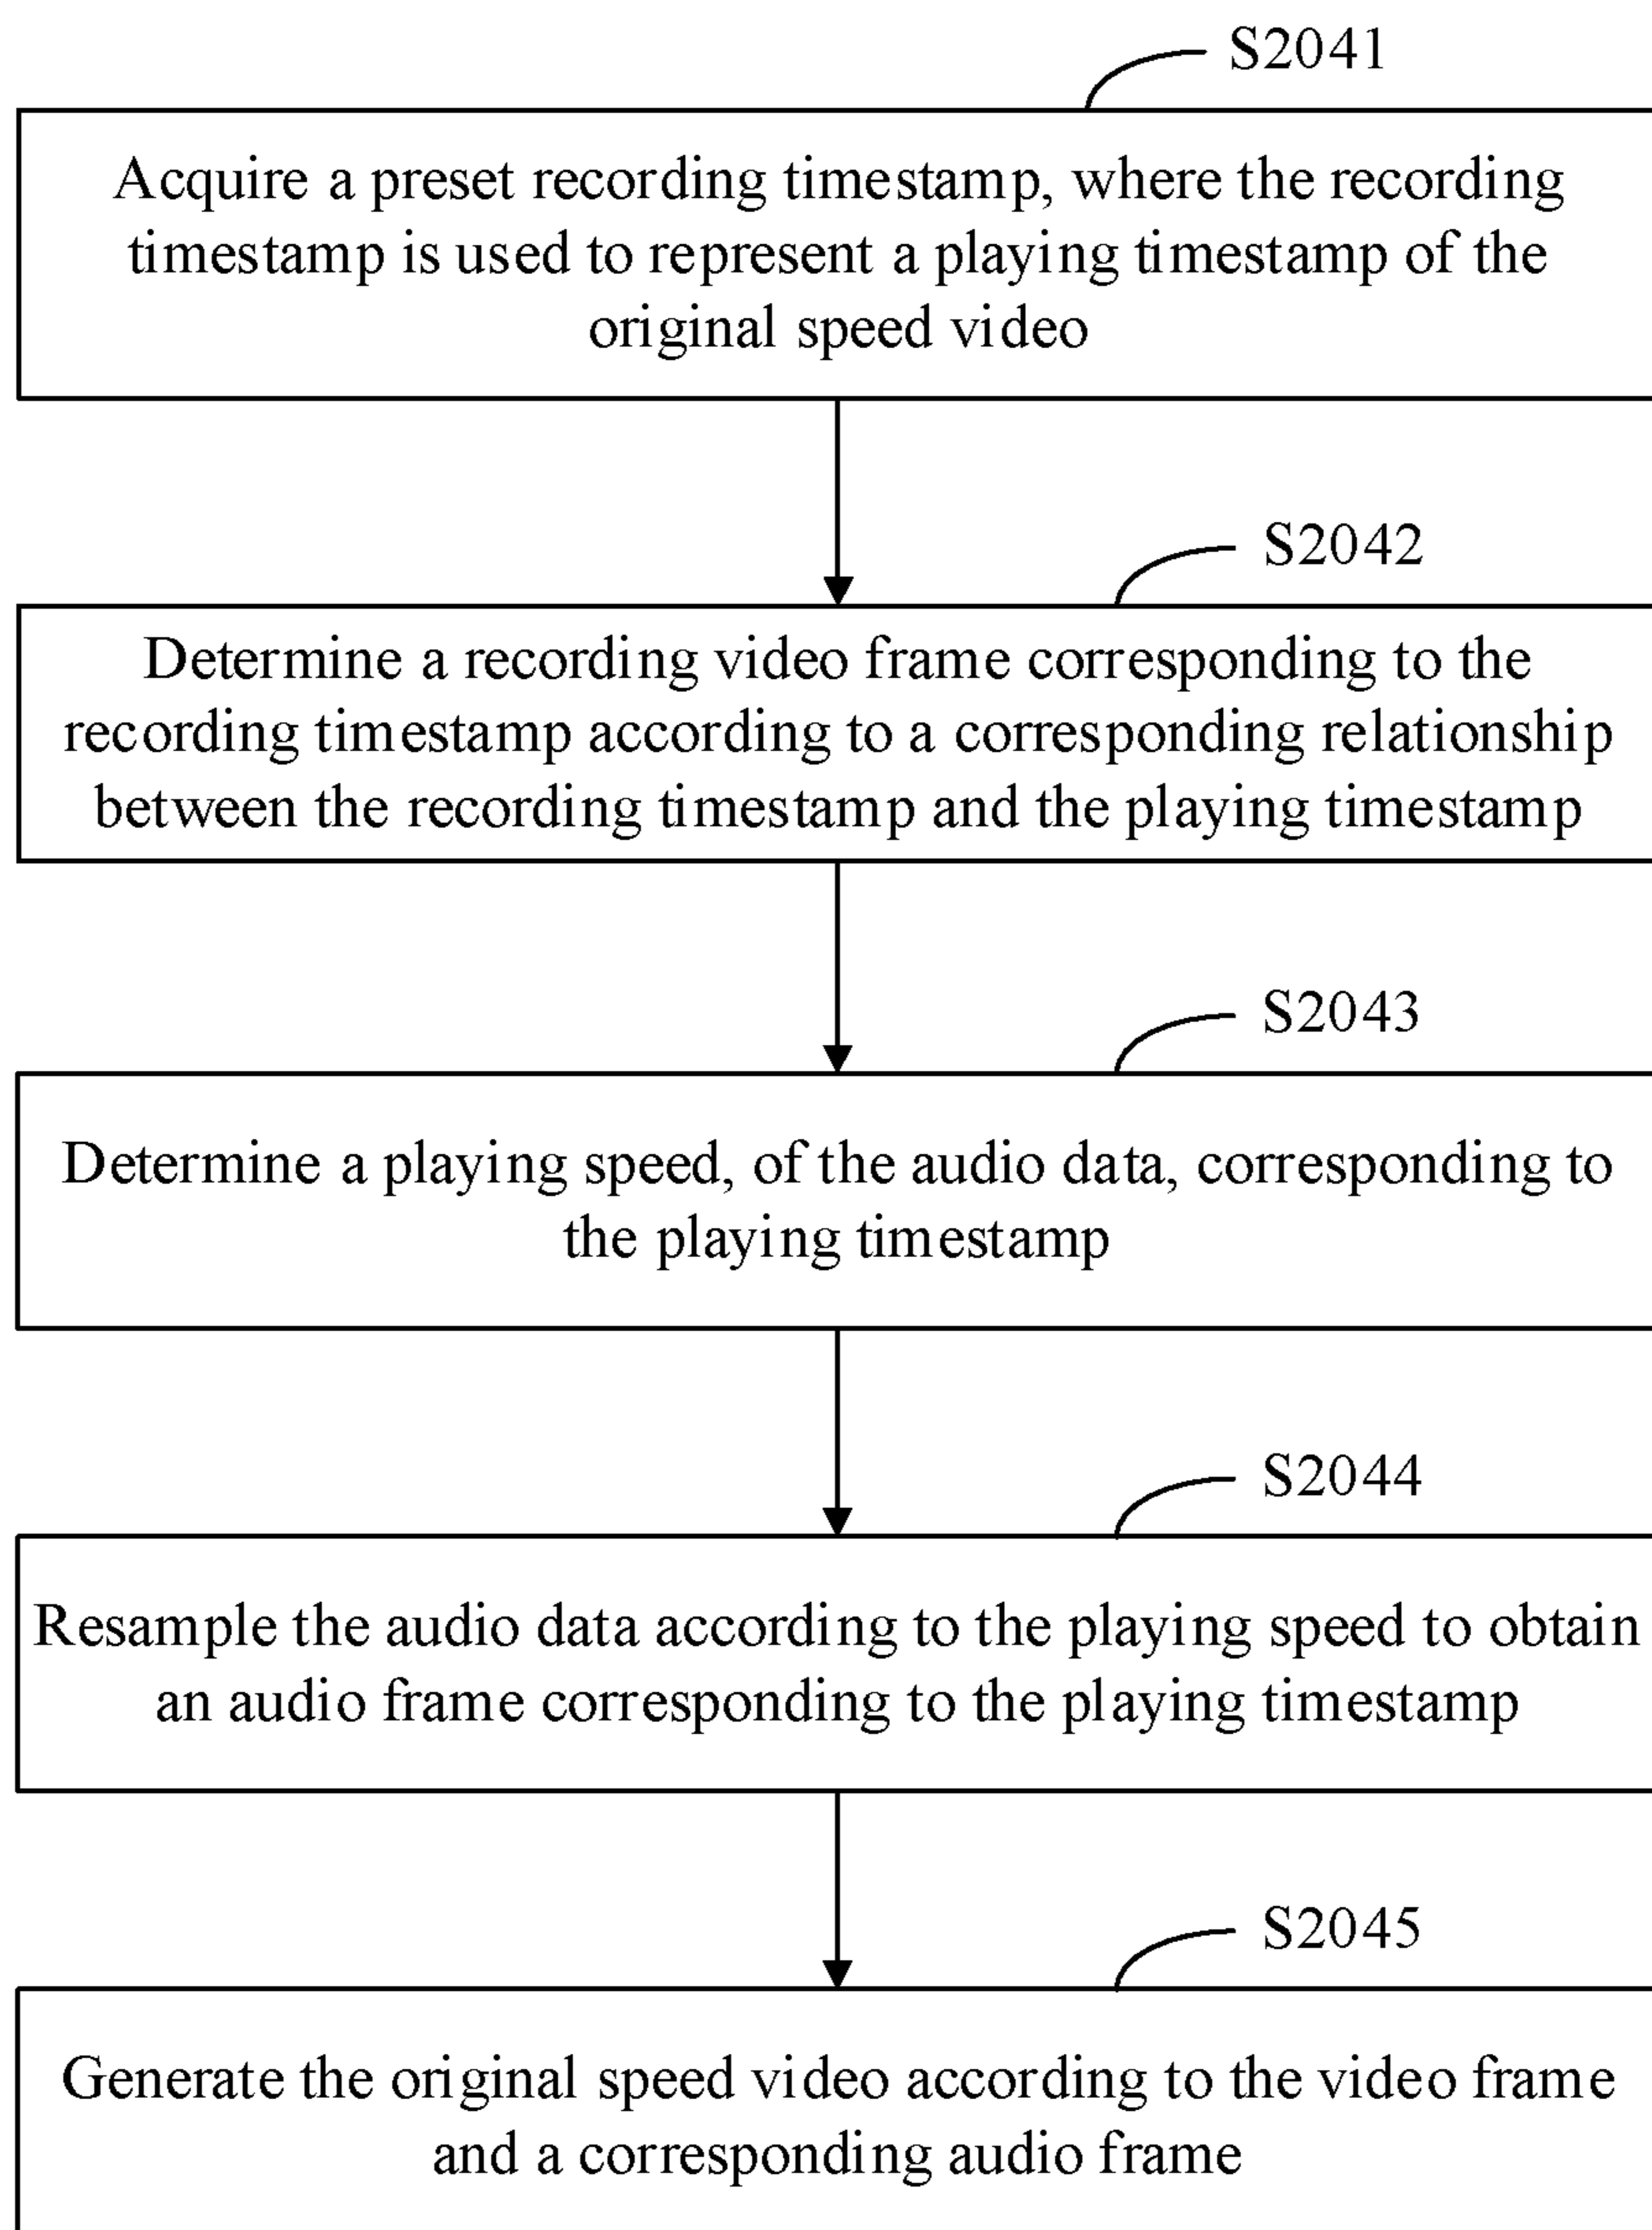 S2041
Acquire a preset recording timestamp, where the recording
timestamp is used to represent a playing timestamp of the
original speed video
S2042
Determine a recording video frame corresponding to the
recording timestamp according to a corresponding relationship
between the recording timestamp and the playing timestamp
S2043
Determine a playing speed, of the audio data, corresponding to
the playing timestamp
S2044
Resample the audio data according to the playing speed to obtain
an audio frame corresponding to the playing timestamp
S2045
Generate the original speed video according to the video frame
and a corresponding audio frame